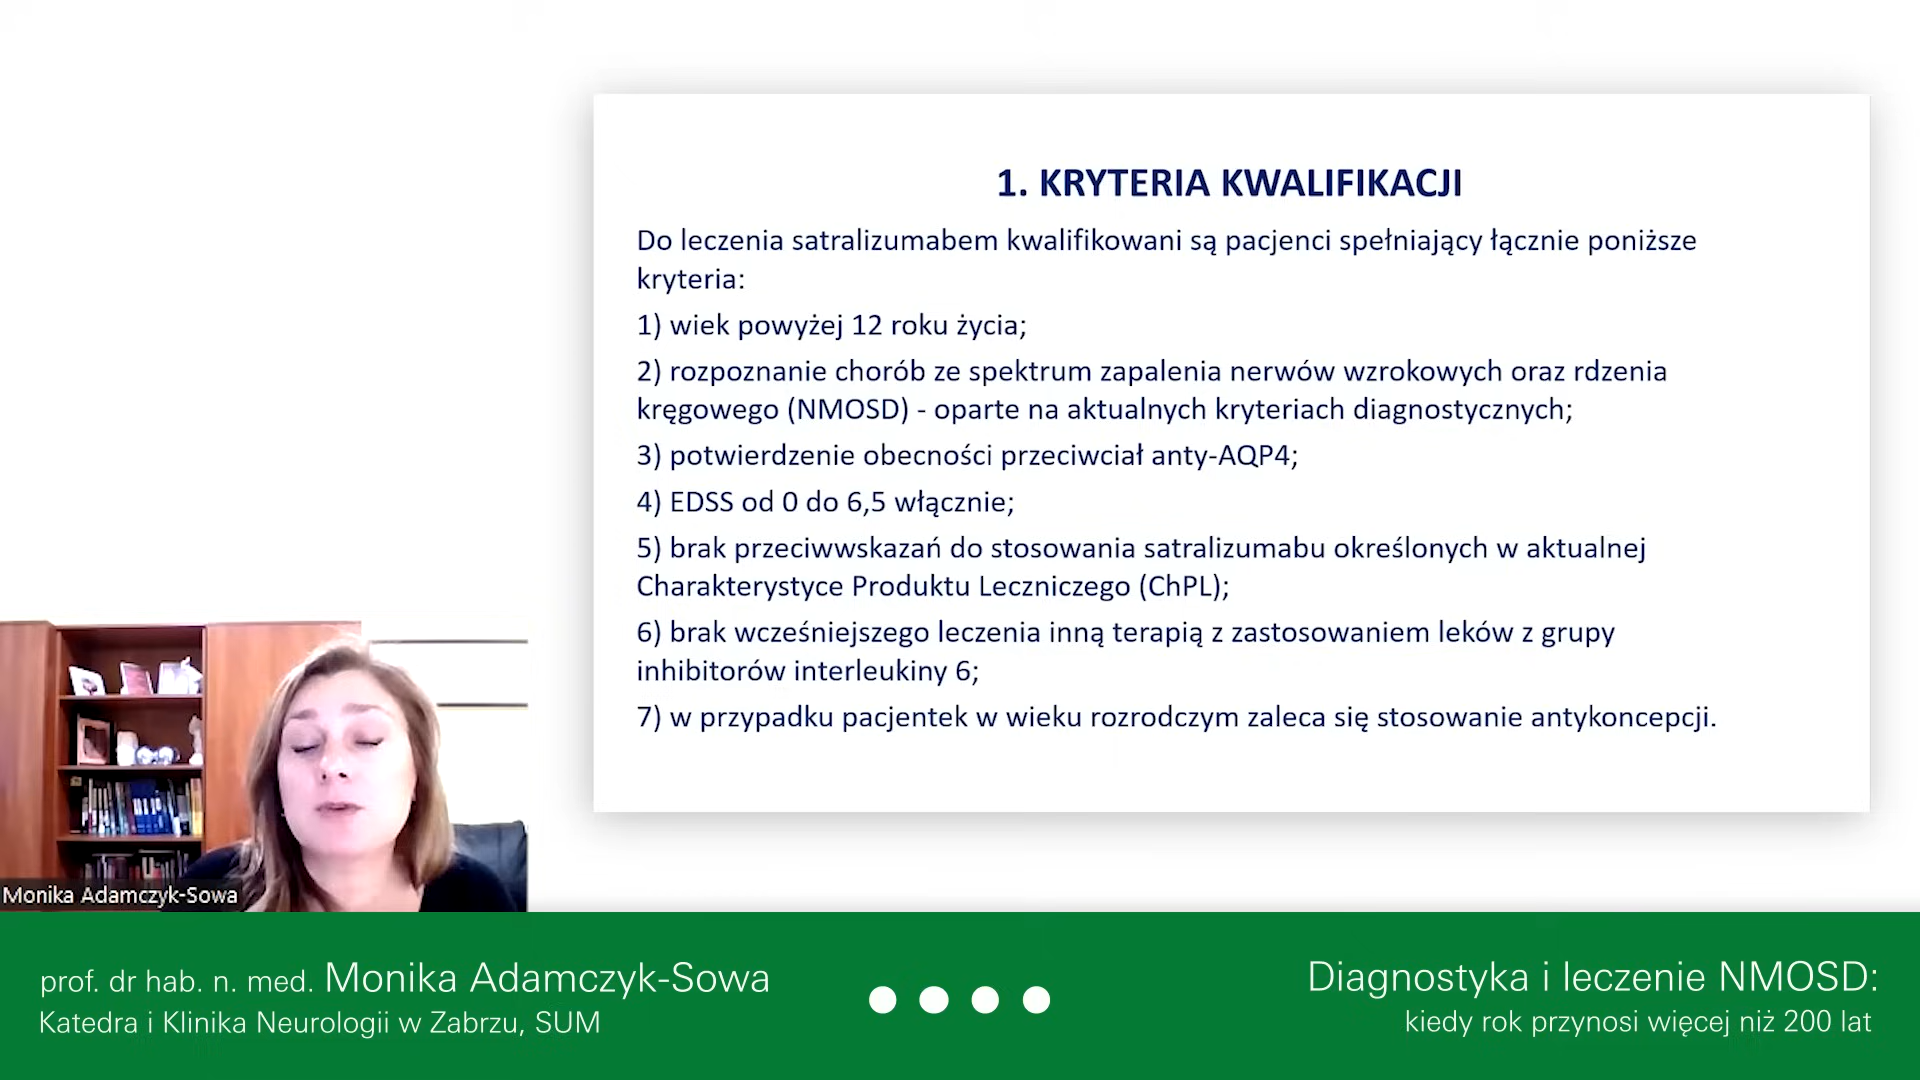 1. KRYTERIA KWALIFIKACJI
Do leczenia satralizumabem kwalifikowani są pacjenci spełniający łącznie poniższe
kryteria:
1) wiek powyżej 12 roku życia;
2) rozpoznanie chorób ze spektrum zapalenia nerwów wzrokowych oraz rdzenia
kręgowego (NMOSD) - oparte na aktualnych kryteriach diagnostycznych;
3) potwierdzenie obecności przeciwciał anty-AQP4;
4) EDSS od 0 do 6,5 włącznie;
5) brak przeciwwskazań do stosowania satralizumabu określonych w aktualnej
Charakterystyce Produktu Leczniczego (ChPL);
6) brak wcześniejszego leczenia inną terapią z zastosowaniem leków z grupy
inhibitorów interleukiny 6;
7) w przypadku pacjentek w wieku rozrodczym zaleca się stosowanie antykoncepcji.
Monika Adamczyk-Sowa
prof. dr hab. n. med. Monika Adamczyk-Sowa
Katedra i Klinika Neurologii w Zabrzu, SUM
Diagnostyka i leczenie NMOSD:
kiedy rok przynosi więcej niż 200 lat